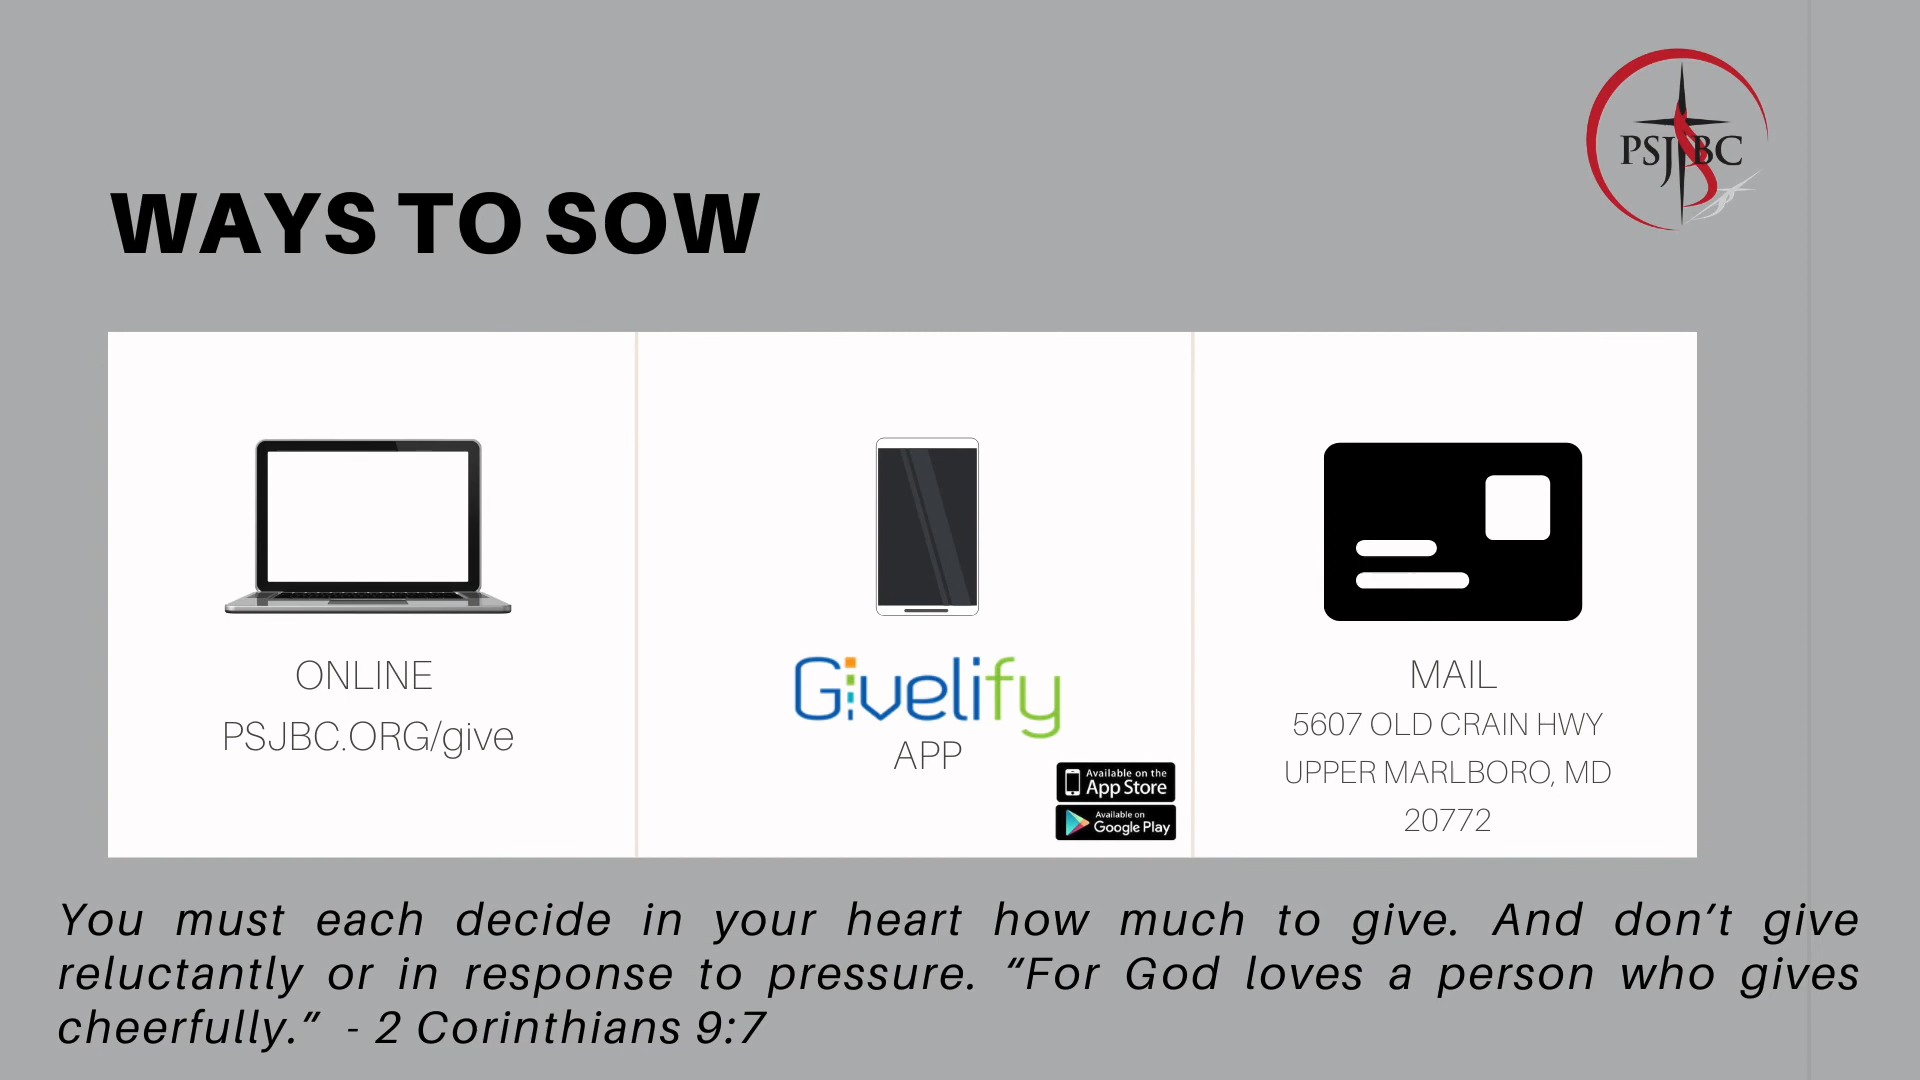 PSJBC
WAYS TO SOW
ONLINE
PSJBC.ORG/give
Givelify
APP
Available on the
App Store
Available on
Google Play
MAIL
5607 OLD CRAIN HWY
UPPER MARLBORO, MD
20772
You must each decide in your heart how much to give. And don’t give
reluctantly or in response to pressure. “For God loves a person who gives
cheerfully.” - 2 Corinthians 9:7